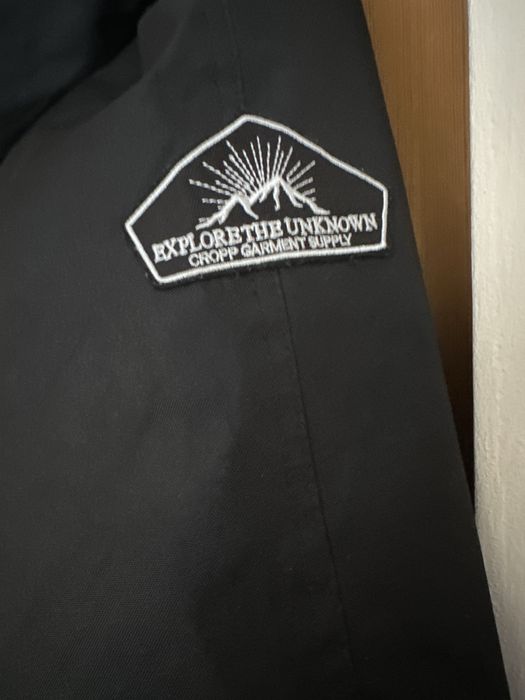 EXPLORE THE UNKNOWN
CROPP GARMENT SUPPLY